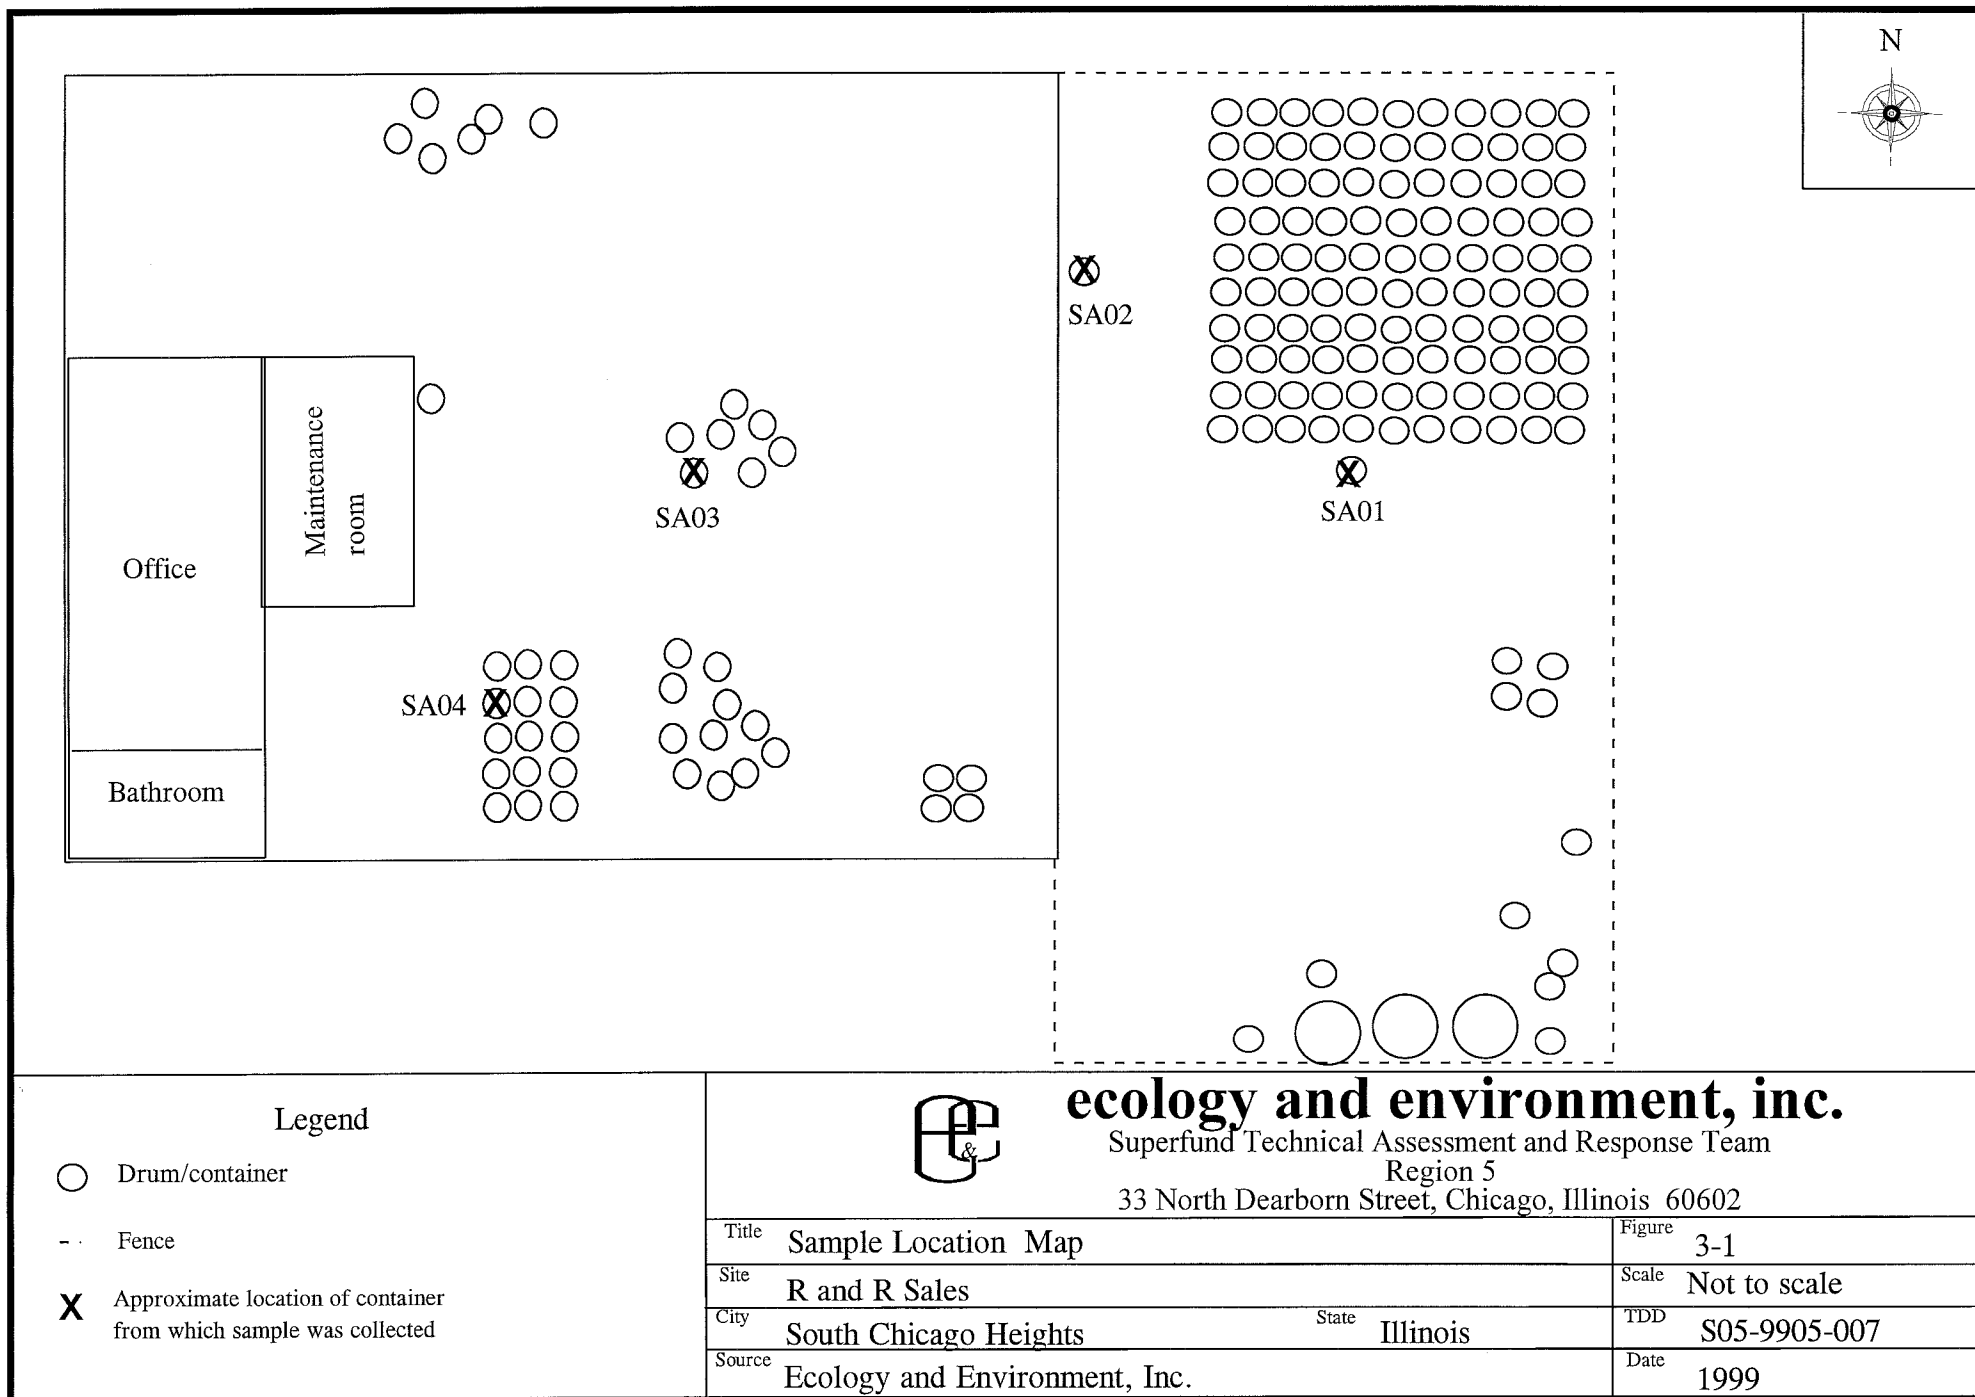 N
SA02
SA03
SA01
Maintenance
room
Office
SA04
Bathroom
Legend
Drum/container
Fence
X Approximate location of container
from which sample was collected
e&e
ecology and environment, inc.
Superfund Technical Assessment and Response Team
Region 5
33 North Dearborn Street, Chicago, Illinois 60602
Title Sample Location Map
Figure 3-1
Site R and R Sales
Scale Not to scale
City South Chicago Heights
State Illinois
TDD S05-9905-007
Source Ecology and Environment, Inc.
Date 1999